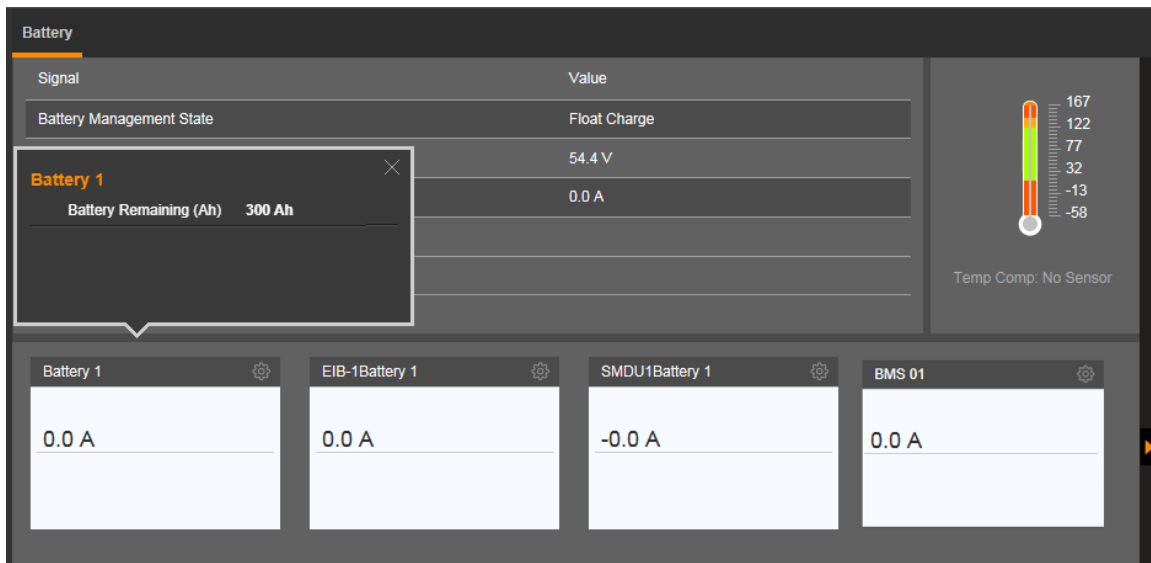 Battery
Signal Value
Battery Management State Float Charge
54.4 V
0.0 A
Battery 1
Battery Remaining (Ah) 300 Ah
167
122
77
32
-13
-58
Temp Comp: No Sensor
Battery 1 EIB-1Battery 1 SMDU1Battery 1 BMS 01
0.0 A 0.0 A -0.0 A 0.0 A